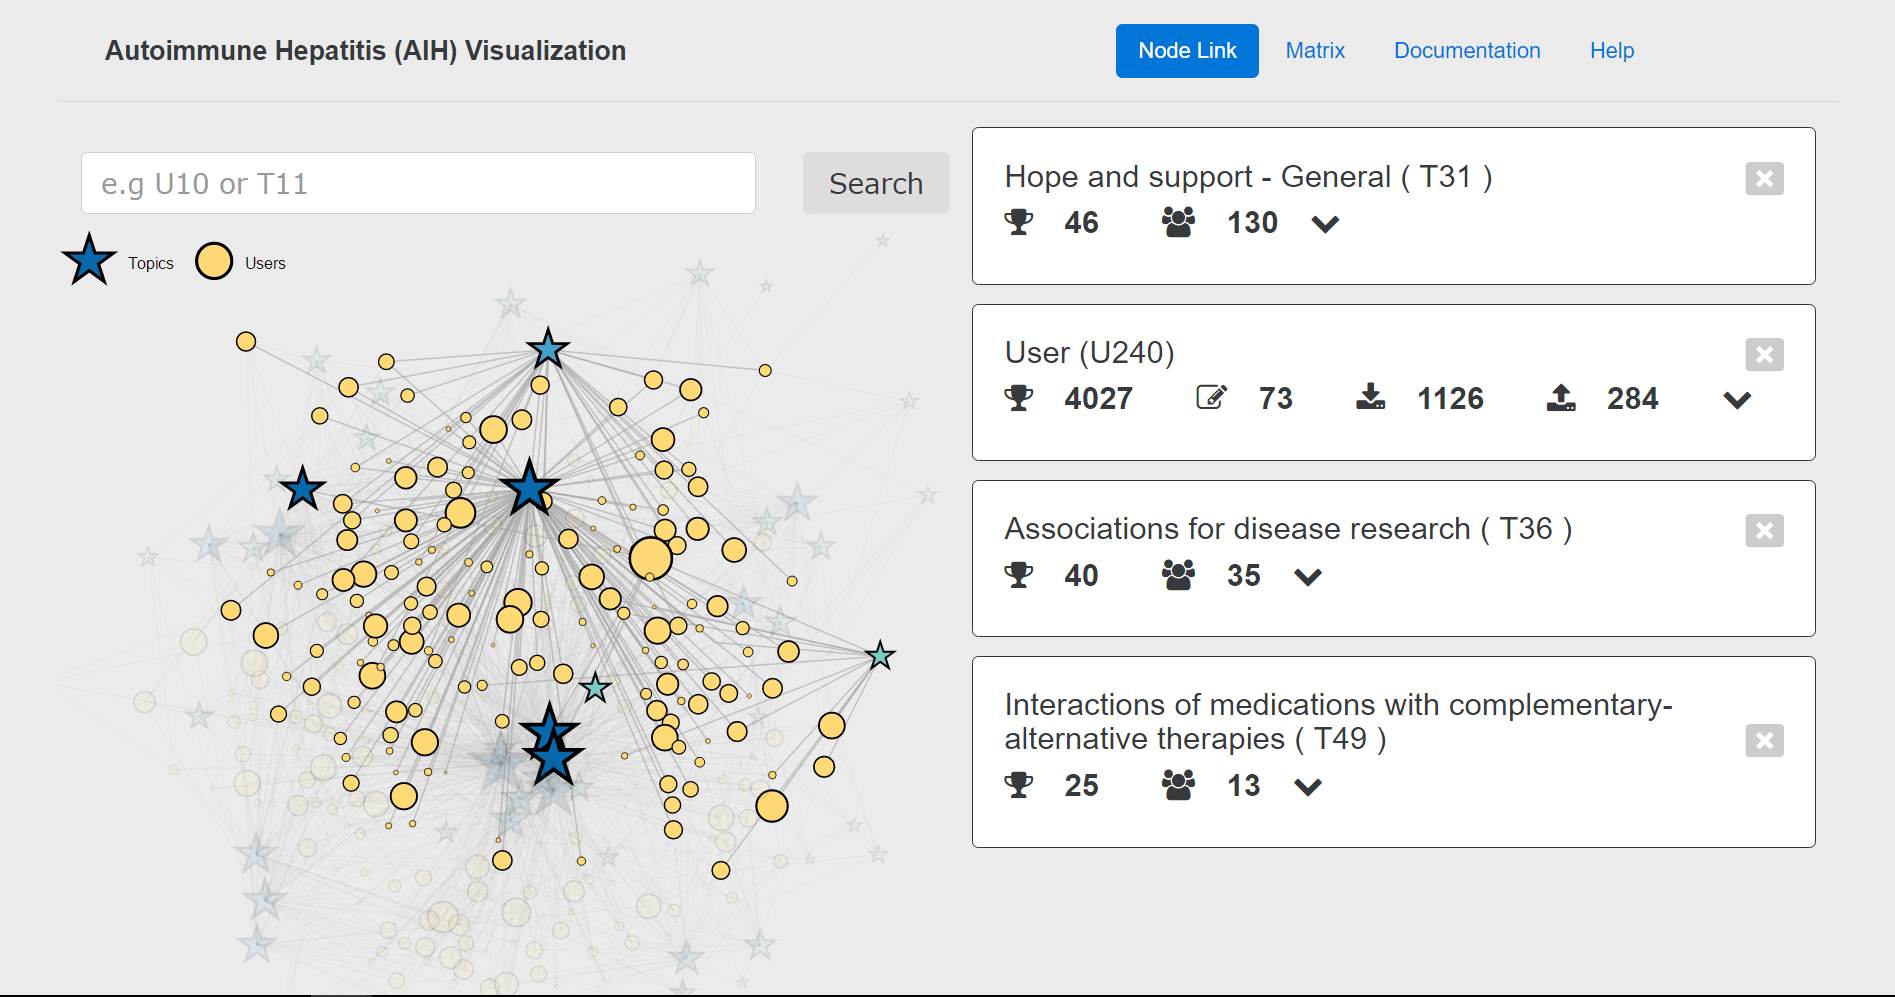 Autoimmune Hepatitis (AIH) Visualization
Node Link
Matrix
Documentation
Help
e.g U10 or T11
Search
Topics
Users
Hope and support - General ( T31 )
46
130
User (U240)
4027
73
1126
284
Associations for disease research ( T36 )
40
35
Interactions of medications with complementary-
alternative therapies ( T49 )
25
13